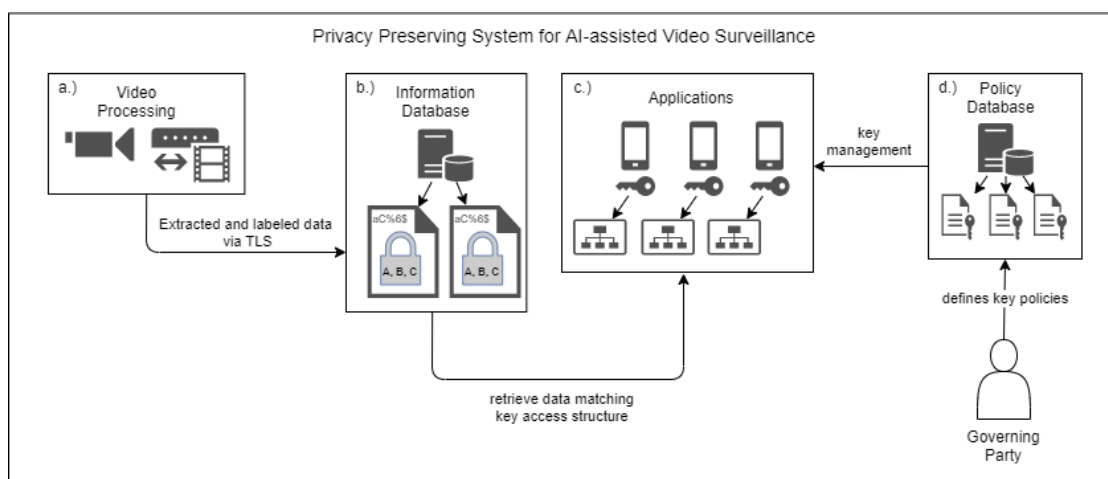 Privacy Preserving System for AI-assisted Video Surveillance
a.)
Video
Processing
b.)
Information
Database
aC%6$
aC%6$
A, B, C
A, B, C
c.)
Applications
d.)
Policy
Database
key
management
Extracted and labeled data
via TLS
defines key policies
retrieve data matching
key access structure
Governing
Party